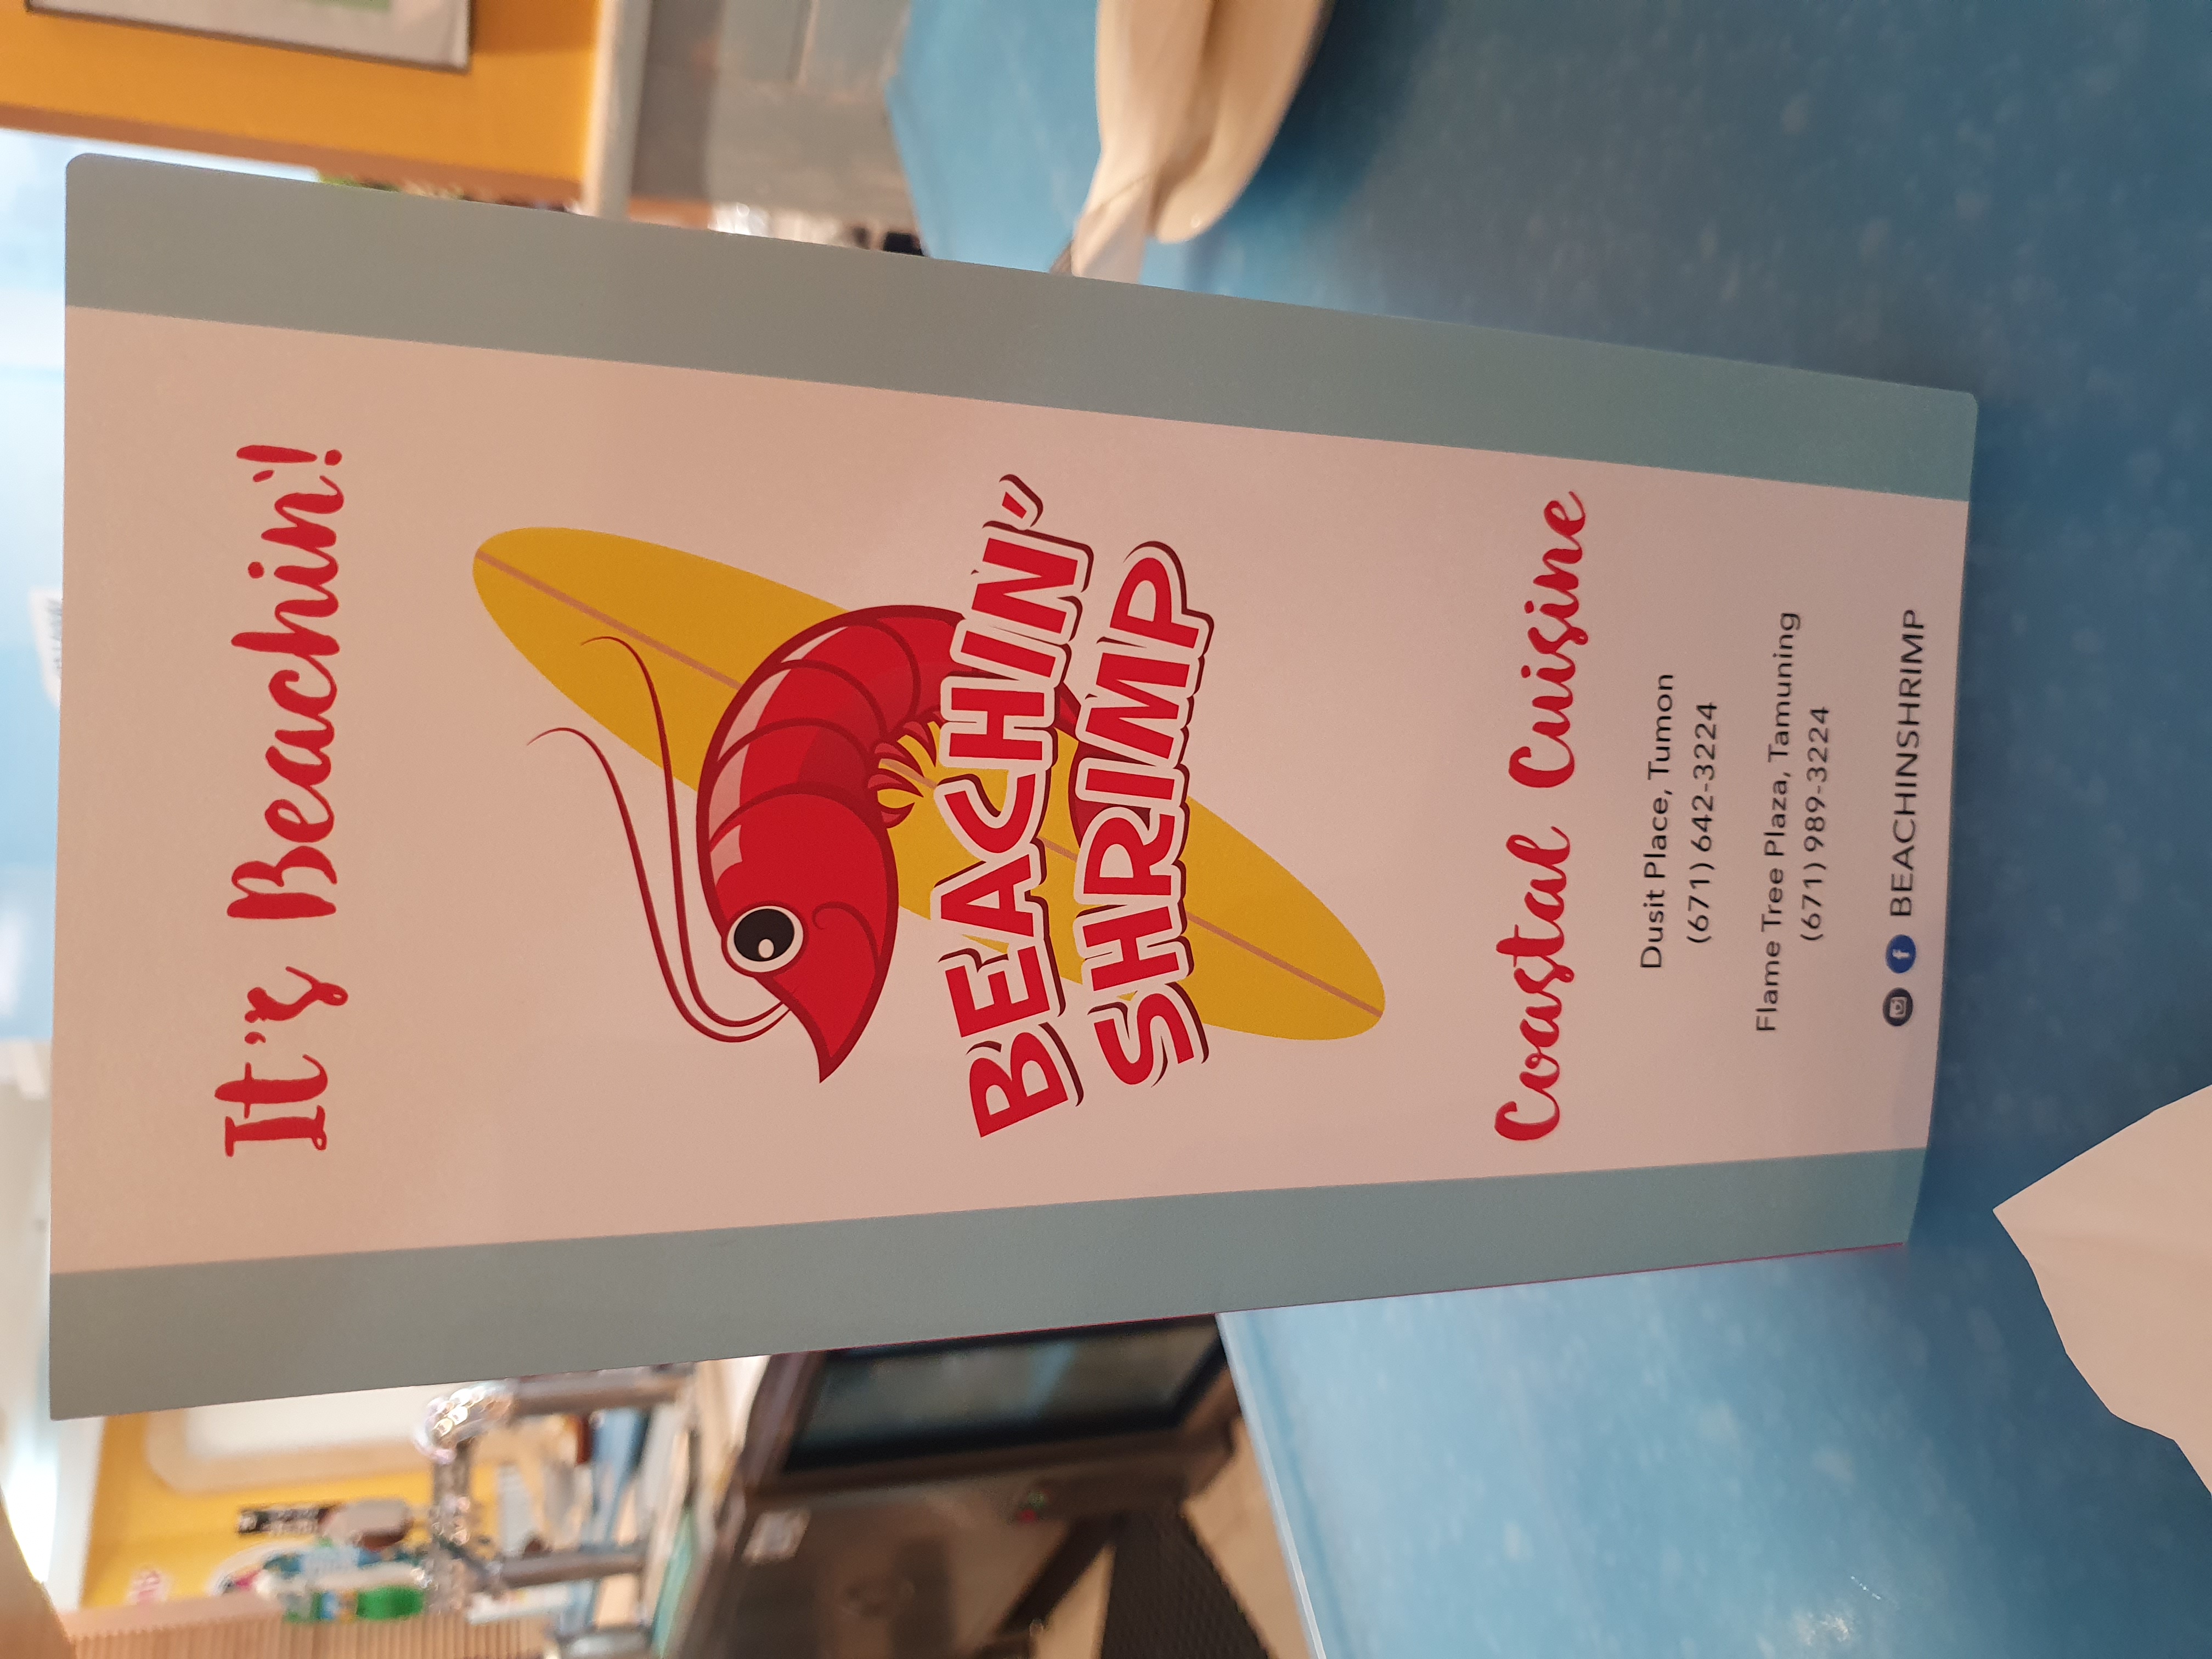 It's Beachin'!
BEACHIN'
SHRIMP
Coastal Cuisine
Dusit Place, Tumon
(671) 642-3224
Flame Tree Plaza, Tamuning
(671) 989-3224
BEACHINSHRIMP